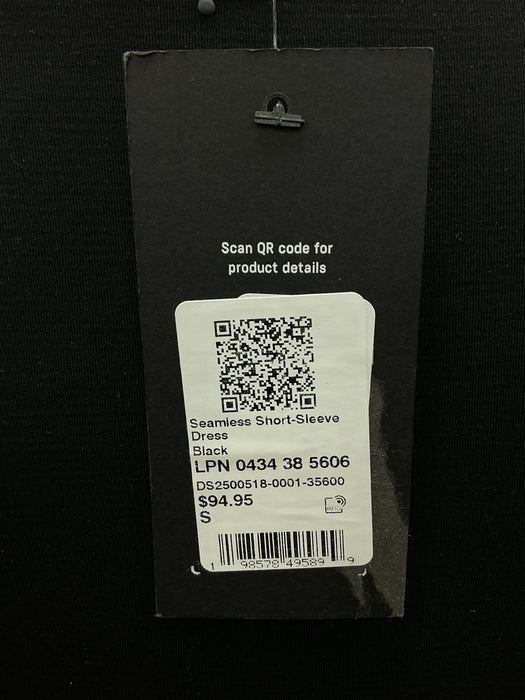 Scan QR code for
product details
Seamless Short-Sleeve
Dress
Black
LPN 0434 38 5606
DS2500518-0001-35600
$94.95
S
1 98578 49589 9